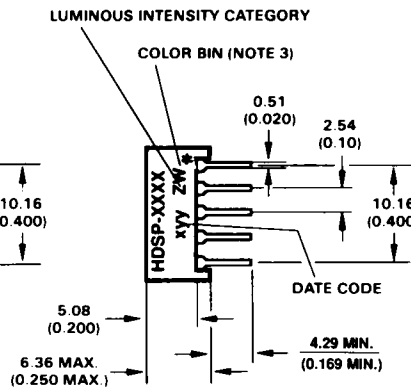 LUMINOUS INTENSITY CATEGORY
COLOR BIN (NOTE 3)
0.51
(0.020)
2.54
(0.10)
10.16
(0.400)
10.16
(0.400)
HDSP-XXXX
ZW *
xyy
DATE CODE
5.08
(0.200)
4.29 MIN.
(0.169 MIN.)
6.36 MAX.
(0.250 MAX.)